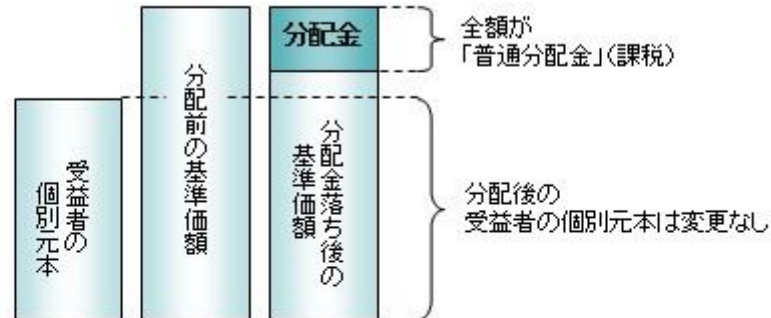 受益者の
個別元本
分配前の基準価額
分配金
分配金落ち後の
基準価額
全額が
「普通分配金」(課税)
分配後の
受益者の個別元本は変更なし